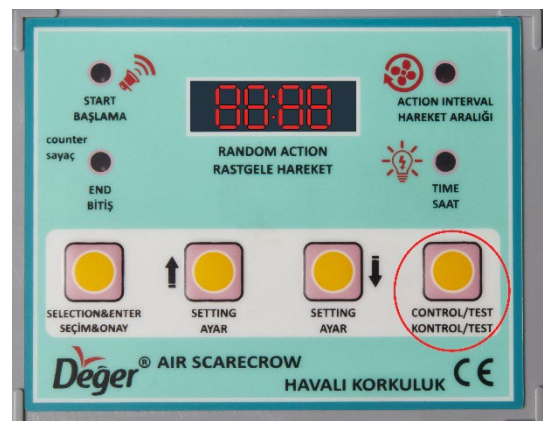 START
BAŞLAMA
counter
sayaç
END
BİTİŞ
88:88
RANDOM ACTION
RASTGELE HAREKET
ACTION INTERVAL
HAREKET ARALIĞI
TIME
SAAT
SELECTION&ENTER
SEÇİM&ONAY
SETTING
AYAR
SETTING
AYAR
CONTROL/TEST
KONTROL/TEST
Değer® AIR SCARECROW
HAVALI KORKULUK CE